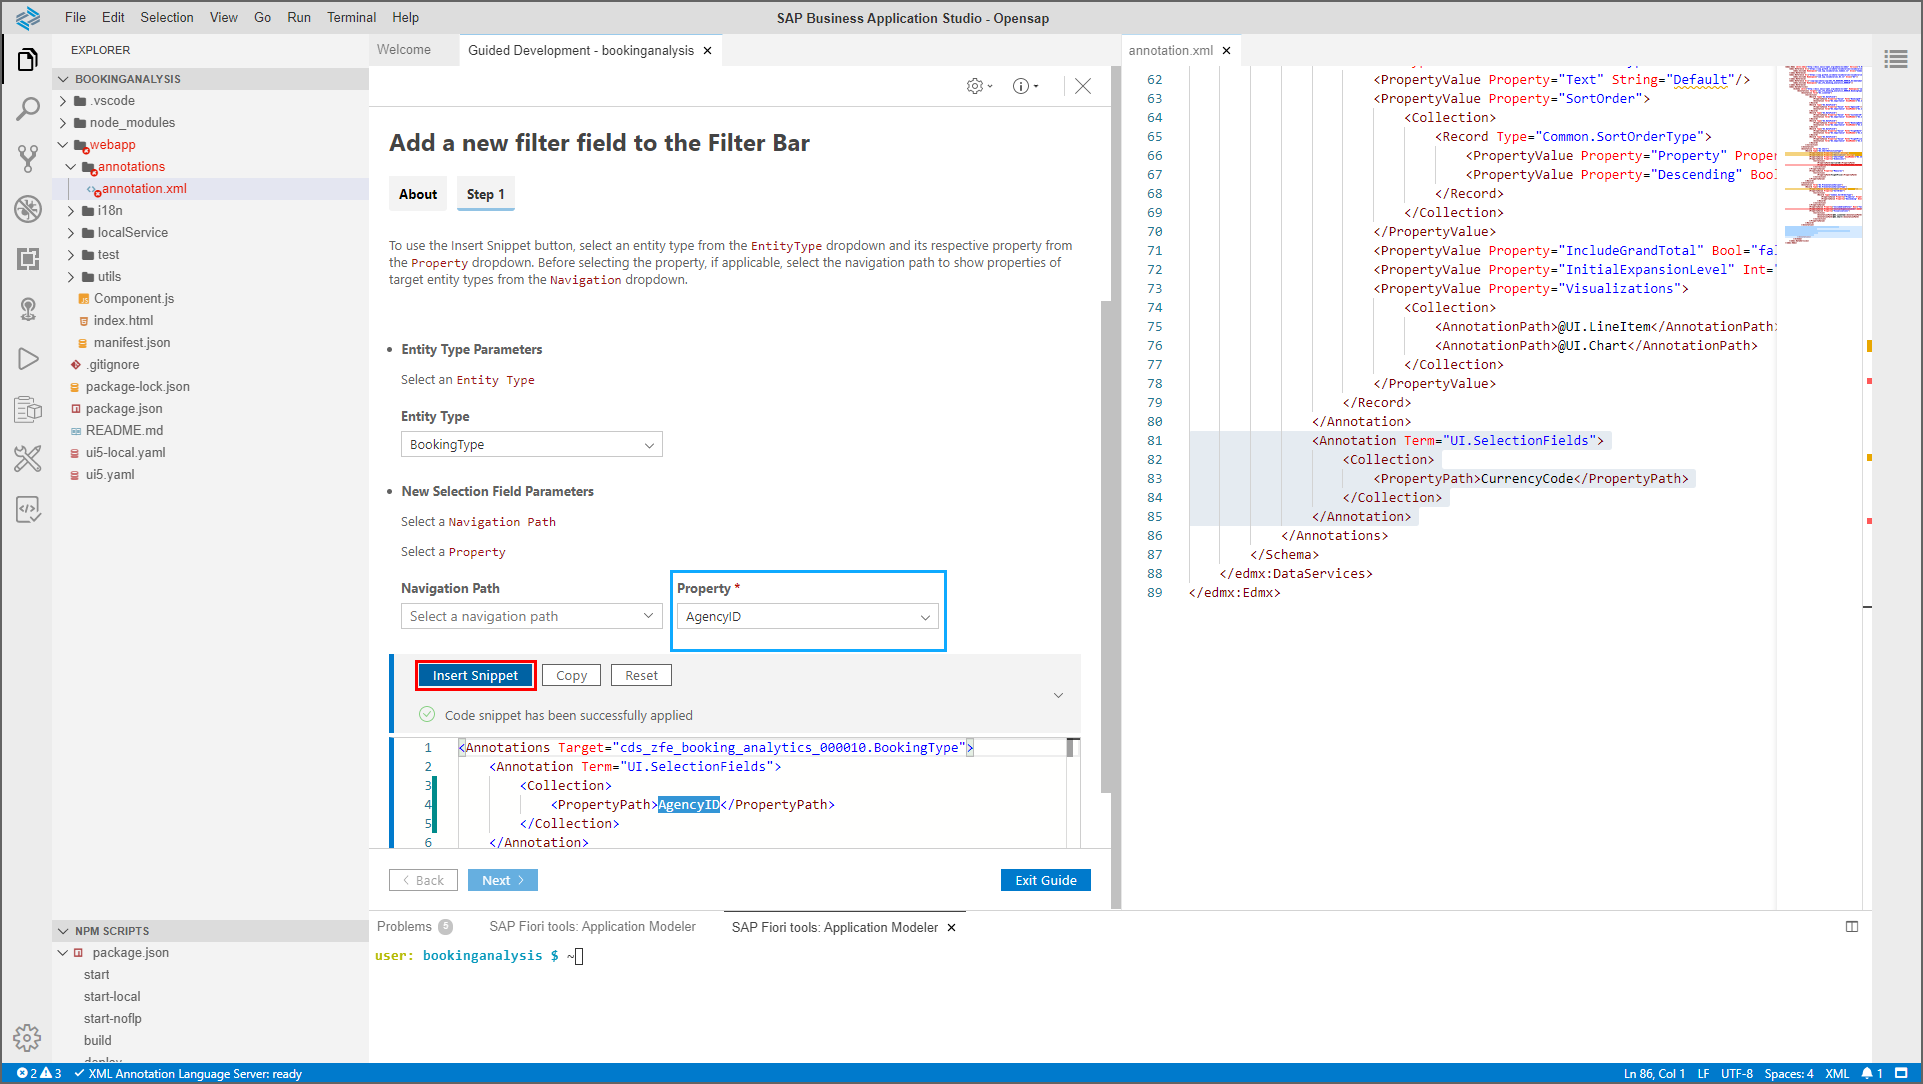 File Edit Selection View Go Run Terminal Help
SAP Business Application Studio - Opensap
EXPLORER
BOOKINGANALYSIS
.vscode
node_modules
webapp
annotations
annotation.xml
i18n
localService
test
utils
Component.js
index.html
manifest.json
.gitignore
package-lock.json
package.json
README.md
ui5-local.yaml
ui5.yaml
NPM SCRIPTS
package.json
start
start-local
start-noflp
build
Welcome
Guided Development - bookinganalysis
Add a new filter field to the Filter Bar
About Step 1
To use the Insert Snippet button, select an entity type from the EntityType dropdown and its respective property from
the Property dropdown. Before selecting the property, if applicable, select the navigation path to show properties of
target entity types from the Navigation dropdown.
Entity Type Parameters
Select an Entity Type
Entity Type
BookingType
New Selection Field Parameters
Select a Navigation Path
Select a Property
Navigation Path
Property *
Select a navigation path
AgencyID
Insert Snippet Copy Reset
Code snippet has been successfully applied
1 <Annotations Target="cds_zfe_booking_analytics_000010.BookingType">
2 <Annotation Term="UI.SelectionFields">
3 <Collection>
4 <PropertyPath>AgencyID</PropertyPath>
5 </Collection>
6 </Annotation>
< Back Next > Exit Guide
annotation.xml
62 <PropertyValue Property="Text" String="Default"/>
63 <PropertyValue Property="SortOrder">
64 <Collection>
65 <Record Type="Common.SortOrderType">
66 <PropertyValue Property="Property" Proper
67 <PropertyValue Property="Descending" Bool
68 </Record>
69 </Collection>
70 </PropertyValue>
71 <PropertyValue Property="IncludeGrandTotal" Bool="fal
72 <PropertyValue Property="InitialExpansionLevel" Int="
73 <PropertyValue Property="Visualizations">
74 <Collection>
75 <AnnotationPath>@UI.LineItem</AnnotationPath>
76 <AnnotationPath>@UI.Chart</AnnotationPath>
77 </Collection>
78 </PropertyValue>
79 </Record>
80 </Annotation>
81 <Annotation Term="UI.SelectionFields">
82 <Collection>
83 <PropertyPath>CurrencyCode</PropertyPath>
84 </Collection>
85 </Annotation>
86 </Annotations>
87 </Schema>
88 </edmx:DataServices>
89 </edmx:Edmx>
Problems 5 SAP Fiori tools: Application Modeler SAP Fiori tools: Application Modeler
user: bookinganalysis $ ~
2 3 XML Annotation Language Server: ready
Ln 86, Col 1 LF UTF-8 Spaces: 4 XML 1